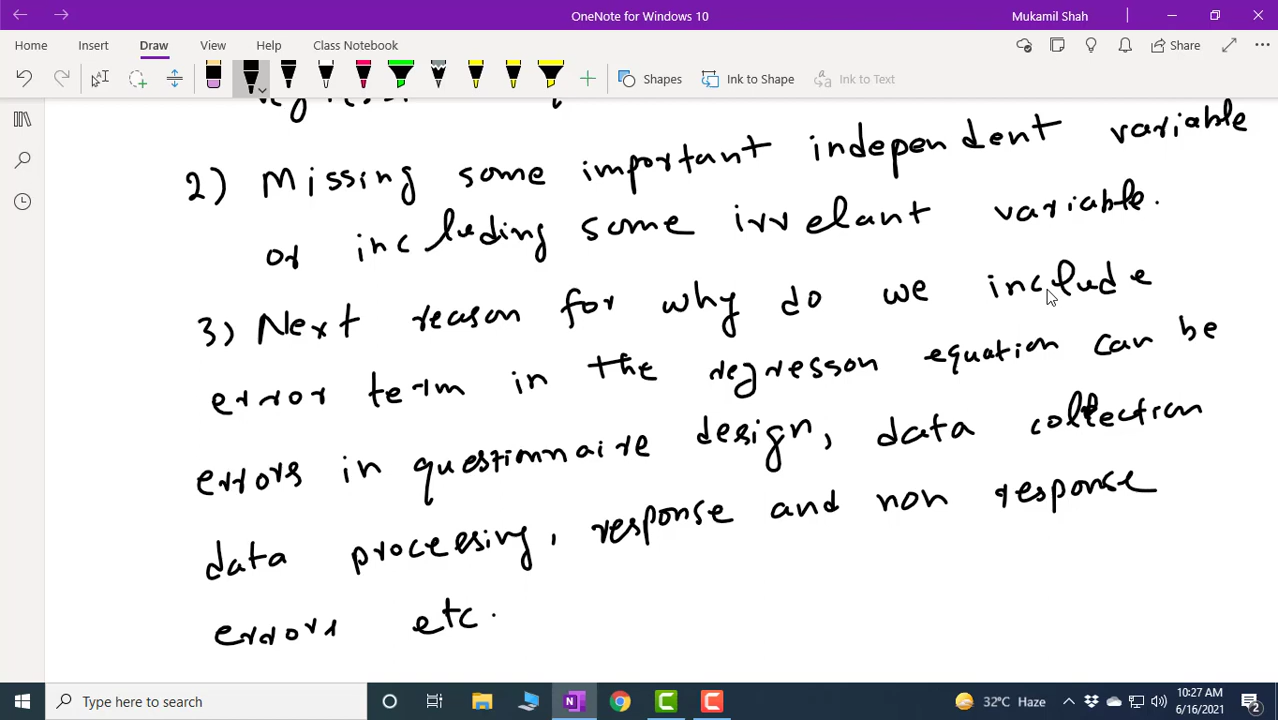 OneNote for Windows 10
Mukamil Shah
Home Insert Draw View Help Class Notebook
Share
Shapes Ink to Shape Ink to Text
2) Missing some important independent variable
or including some irrelant variable.
3) Next reason for why do we include
error term in the regresson equation can be
errors in questionnaire design, data collection
data processing, response and non response
errors etc.
Type here to search
32°C Haze
10:27 AM
6/16/2021
2